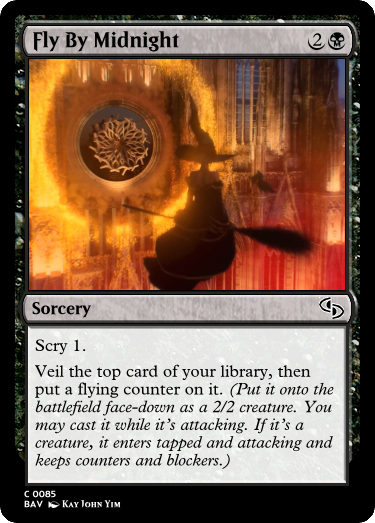 Fly By Midnight 2
Sorcery
Scry 1.
Veil the top card of your library, then
put a flying counter on it. (Put it onto the
battlefield face-down as a 2/2 creature. You
may cast it while it's attacking. If it's a
creature, it enters tapped and attacking and
keeps counters and blockers.)
C 0085
BAV Kay John Yim